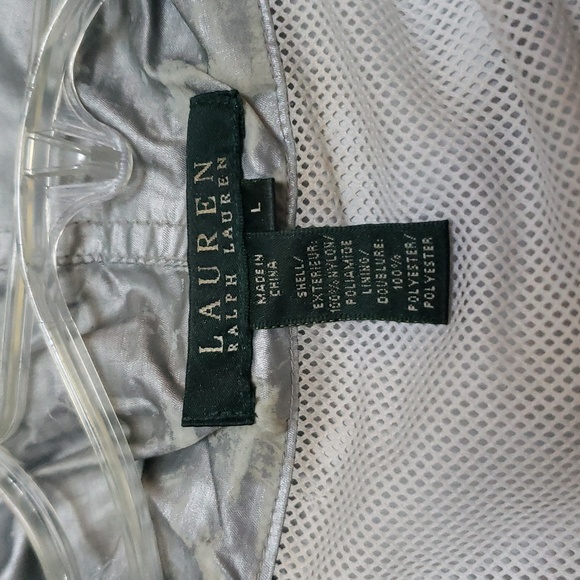 LAUREN
RALPH LAUREN
L
MADE IN
CHINA
SHELL/
EXTERIEUR:
100% NYLON/
POLIAMIDE
LINING/
DOUBLURE:
100%
POLYESTER/
POLYESTER